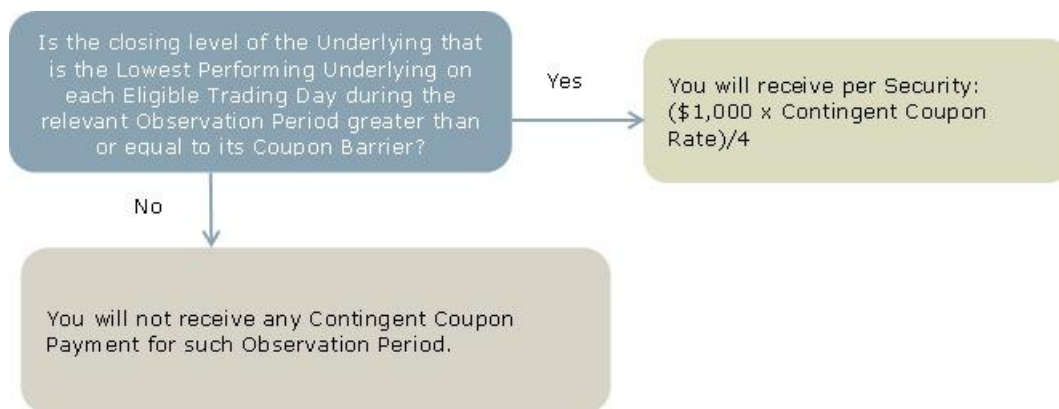 Is the closing level of the Underlying that
is the Lowest Performing Underlying on
each Eligible Trading Day during the
relevant Observation Period greater than
or equal to its Coupon Barrier?
Yes
You will receive per Security:
($1,000 x Contingent Coupon
Rate)/4
No
You will not receive any Contingent Coupon
Payment for such Observation Period.